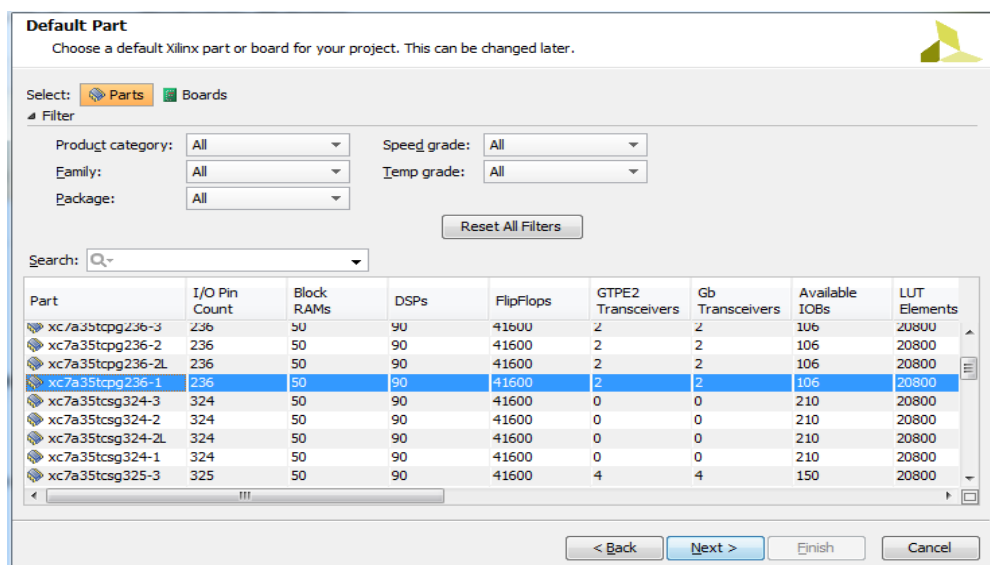 Default Part
Choose a default Xilinx part or board for your project. This can be changed later.
Select: Parts Boards
Filter
Product category: All Speed grade: All
Family: All Temp grade: All
Package: All
Reset All Filters
Search:
Part I/O Pin Count Block RAMs DSPs FlipFlops GTPE2 Transceivers Gb Transceivers Available IOBs LUT Elements
xc7a35tcpg236-3 236 50 90 41600 2 2 106 20800
xc7a35tcpg236-2 236 50 90 41600 2 2 106 20800
xc7a35tcpg236-2L 236 50 90 41600 2 2 106 20800
xc7a35tcpg236-1 236 50 90 41600 2 2 106 20800
xc7a35tcsg324-3 324 50 90 41600 0 0 210 20800
xc7a35tcsg324-2 324 50 90 41600 0 0 210 20800
xc7a35tcsg324-2L 324 50 90 41600 0 0 210 20800
xc7a35tcsg324-1 324 50 90 41600 0 0 210 20800
xc7a35tcsg325-3 325 50 90 41600 4 4 150 20800
< Back Next > Finish Cancel